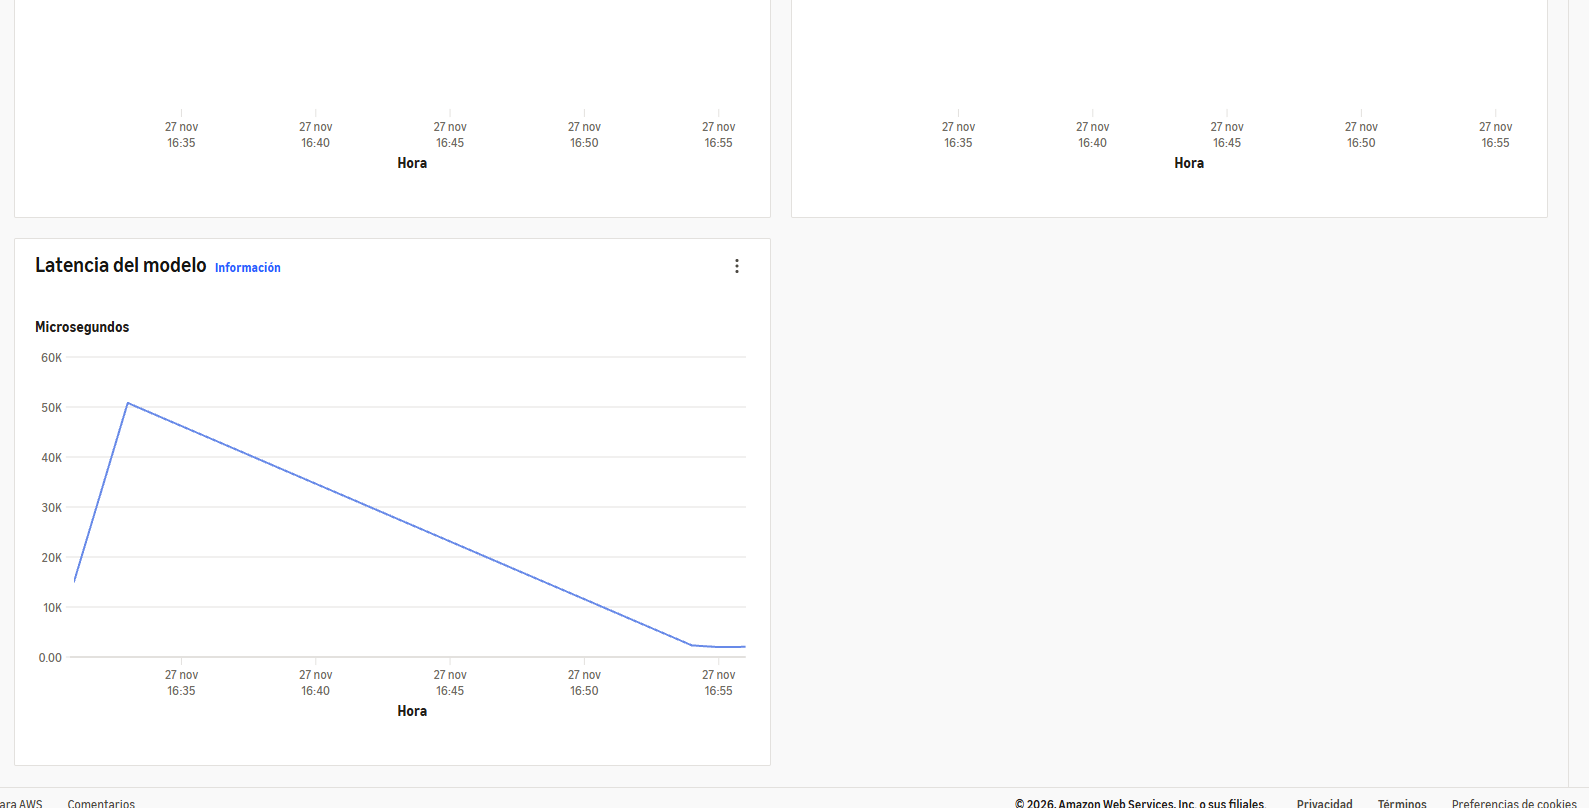 27 nov 27 nov 27 nov 27 nov 27 nov
16:35 16:40 16:45 16:50 16:55
Hora
27 nov 27 nov 27 nov 27 nov 27 nov
16:35 16:40 16:45 16:50 16:55
Hora
Latencia del modelo Información
Microsegundos
60K
50K
40K
30K
20K
10K
0.00
27 nov 27 nov 27 nov 27 nov 27 nov
16:35 16:40 16:45 16:50 16:55
Hora
ara AWS Comentarios © 2026, Amazon Web Services, Inc. o sus filiales. Privacidad Términos Preferencias de cookies